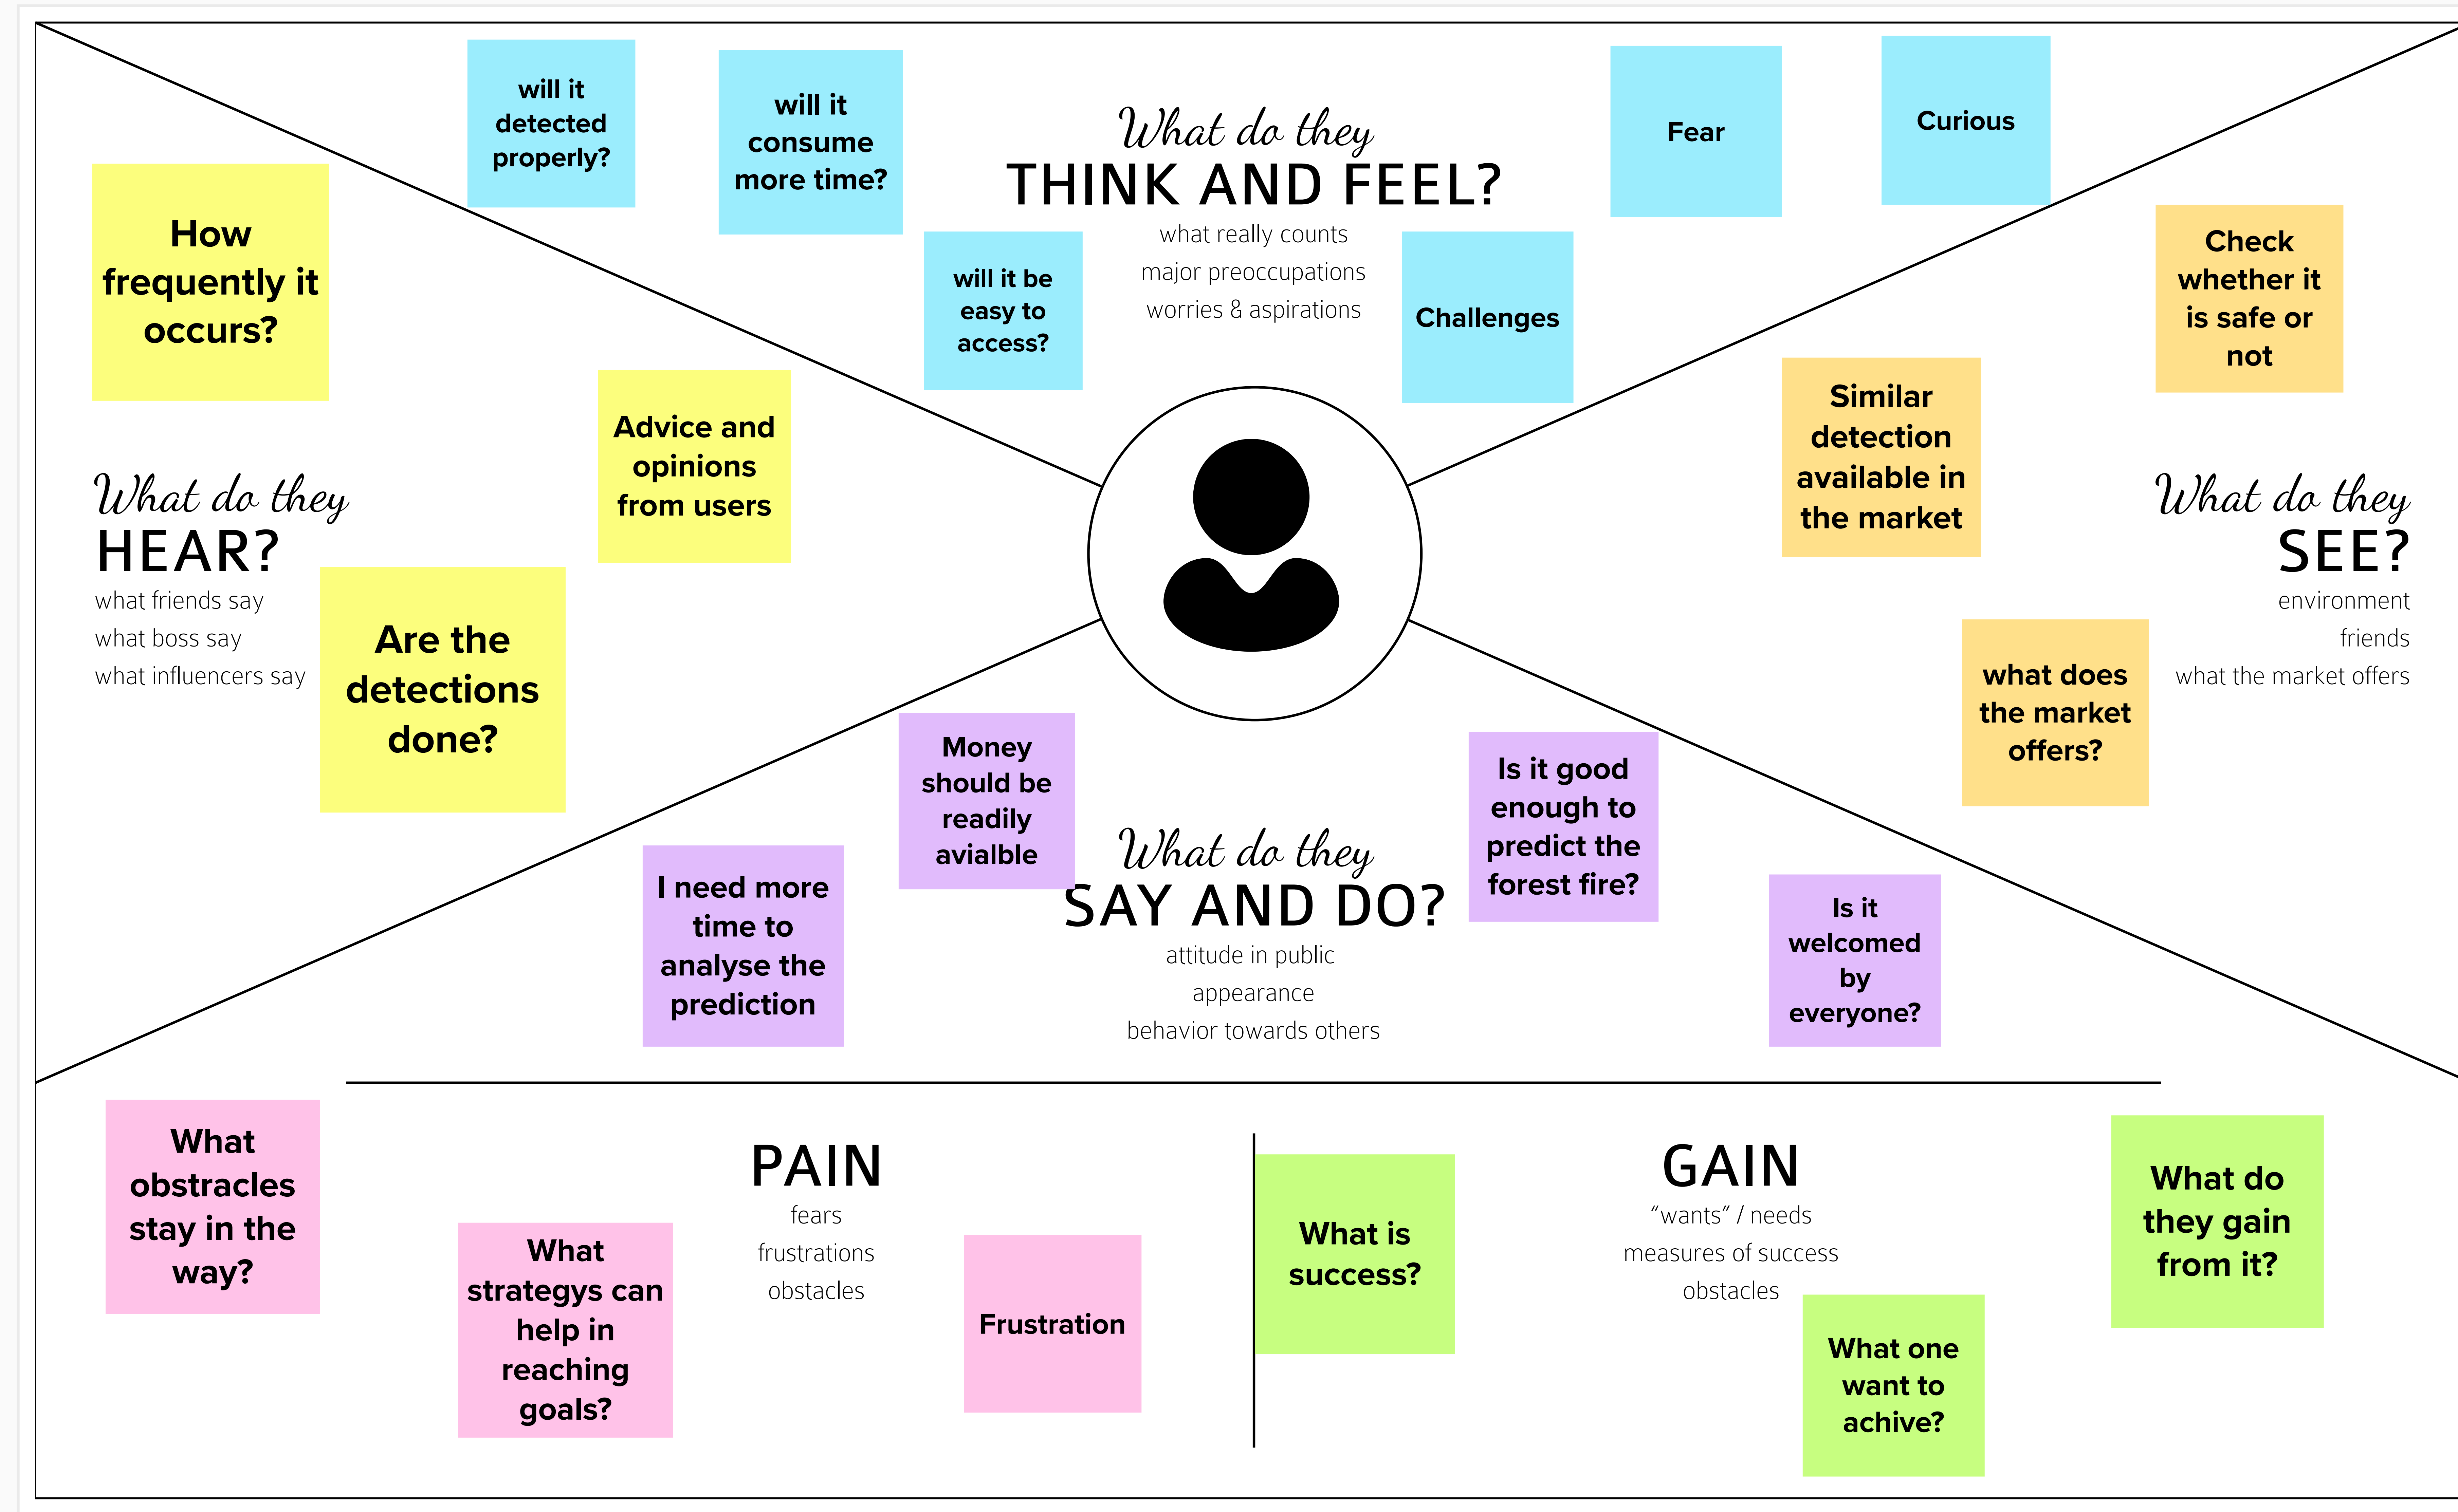 What do they
THINK AND FEEL?
what really counts
major preoccupations
worries & aspirations
will it
detected
properly?
will it
consume
more time?
will it be
easy to
access?
Fear
Curious
Challenges
How
frequently it
occurs?
Advice and
opinions
from users
What do they
HEAR?
what friends say
what boss say
what influencers say
Are the
detections
done?
Check
whether it
is safe or
not
Similar
detection
available in
the market
What do they
SEE?
environment
friends
what the market offers
what does
the market
offers?
Money
should be
readily
avialble
I need more
time to
analyse the
prediction
What do they
SAY AND DO?
attitude in public
appearance
behavior towards others
Is it good
enough to
predict the
forest fire?
Is it
welcomed
by
everyone?
What
obstracles
stay in the
way?
What
strategys can
help in
reaching
goals?
PAIN
fears
frustrations
obstacles
Frustration
What is
success?
GAIN
“wants” / needs
measures of success
obstacles
What one
want to
achive?
What do
they gain
from it?